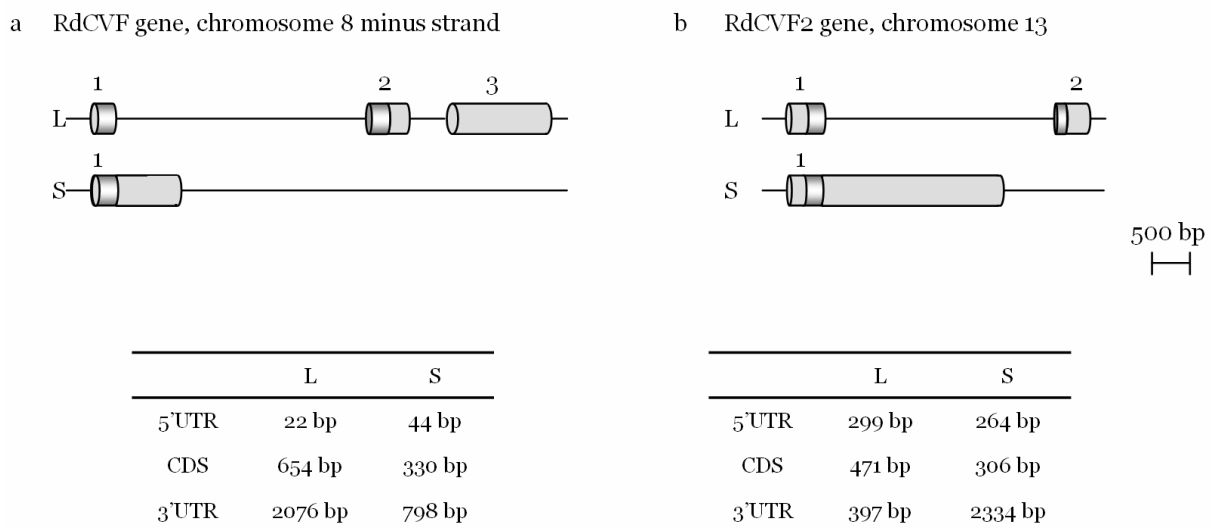 a RdCVF gene, chromosome 8 minus strand
1 2 3
L
1
S
L S
5'UTR 22 bp 44 bp
CDS 654 bp 330 bp
3'UTR 2076 bp 798 bp
b RdCVF2 gene, chromosome 13
1 2
L
1
S
500 bp
L S
5'UTR 299 bp 264 bp
CDS 471 bp 306 bp
3'UTR 397 bp 2334 bp